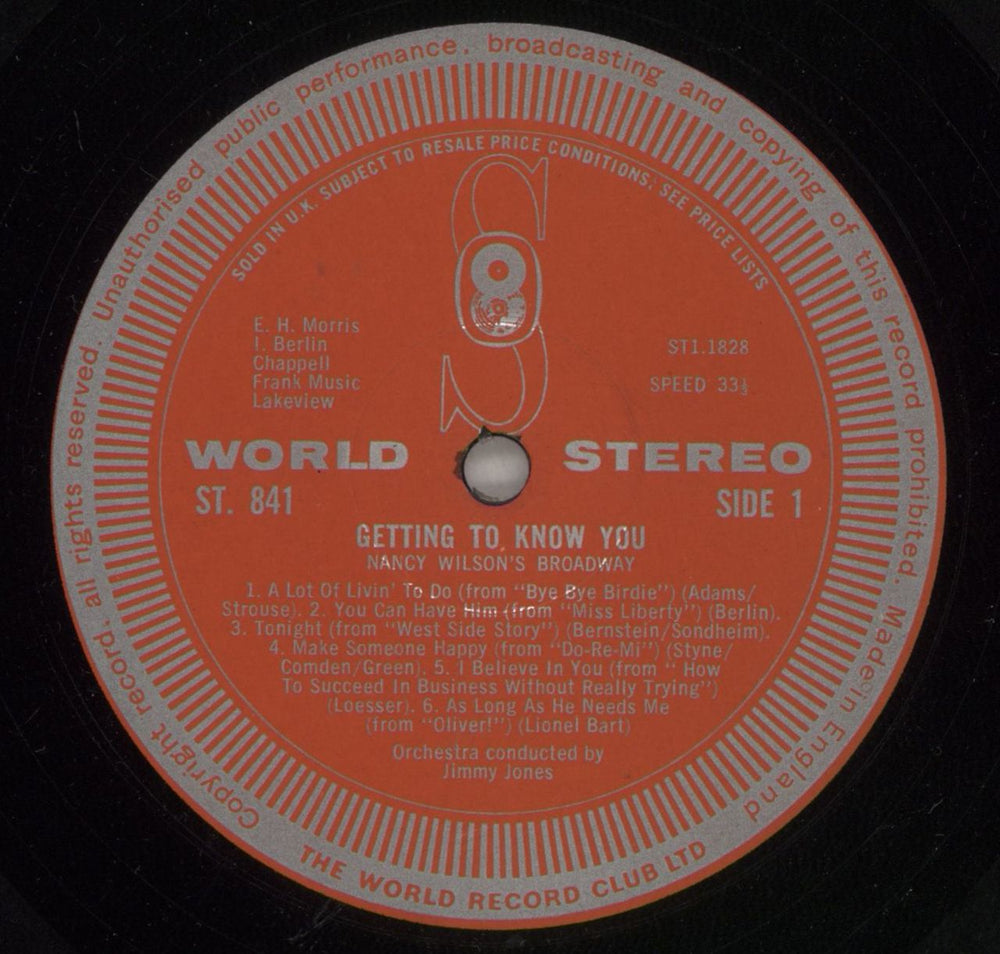 Copyright record, all rights reserved. Unauthorised public performance, broadcasting and copying of this record prohibited. Made in England
SOLD IN U.K. SUBJECT TO RESALE PRICE CONDITIONS, SEE PRICE LISTS
E. H. Morris
I. Berlin
Chappell
Frank Music
Lakeview
ST1.1828
SPEED 33⅓
WORLD STEREO
ST. 841 SIDE 1
GETTING TO KNOW YOU
NANCY WILSON'S BROADWAY
1. A Lot Of Livin' To Do (from "Bye Bye Birdie") (Adams/
Strouse). 2. You Can Have Him (from "Miss Liberty") (Berlin).
3. Tonight (from "West Side Story") (Bernstein/Sondheim).
4. Make Someone Happy (from "Do-Re-Mi") (Styne/
Comden/Green). 5. I Believe In You (from " How
To Succeed In Business Without Really Trying")
(Loesser). 6. As Long As He Needs Me
(from "Oliver!") (Lionel Bart)
Orchestra conducted by
Jimmy Jones
THE WORLD RECORD CLUB LTD